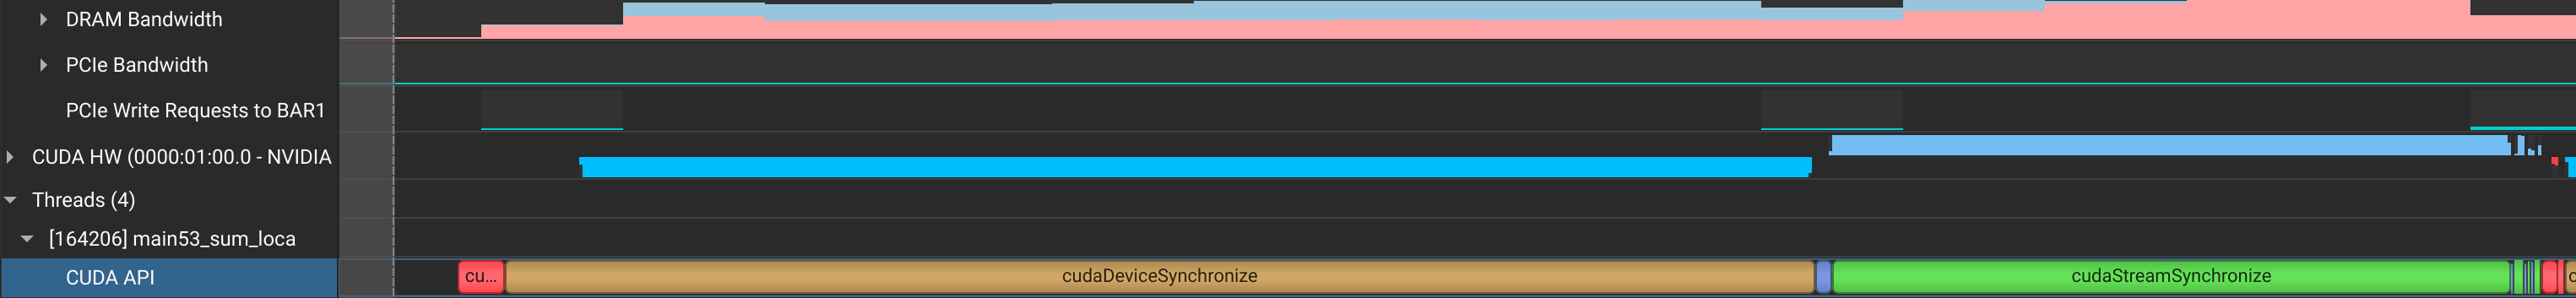 DRAM Bandwidth
PCIe Bandwidth
PCIe Write Requests to BAR1
CUDA HW (0000:01:00.0 - NVIDIA
Threads (4)
[164206] main53_sum_loca
CUDA API cu... cudaDeviceSynchronize cudaStreamSynchronize c